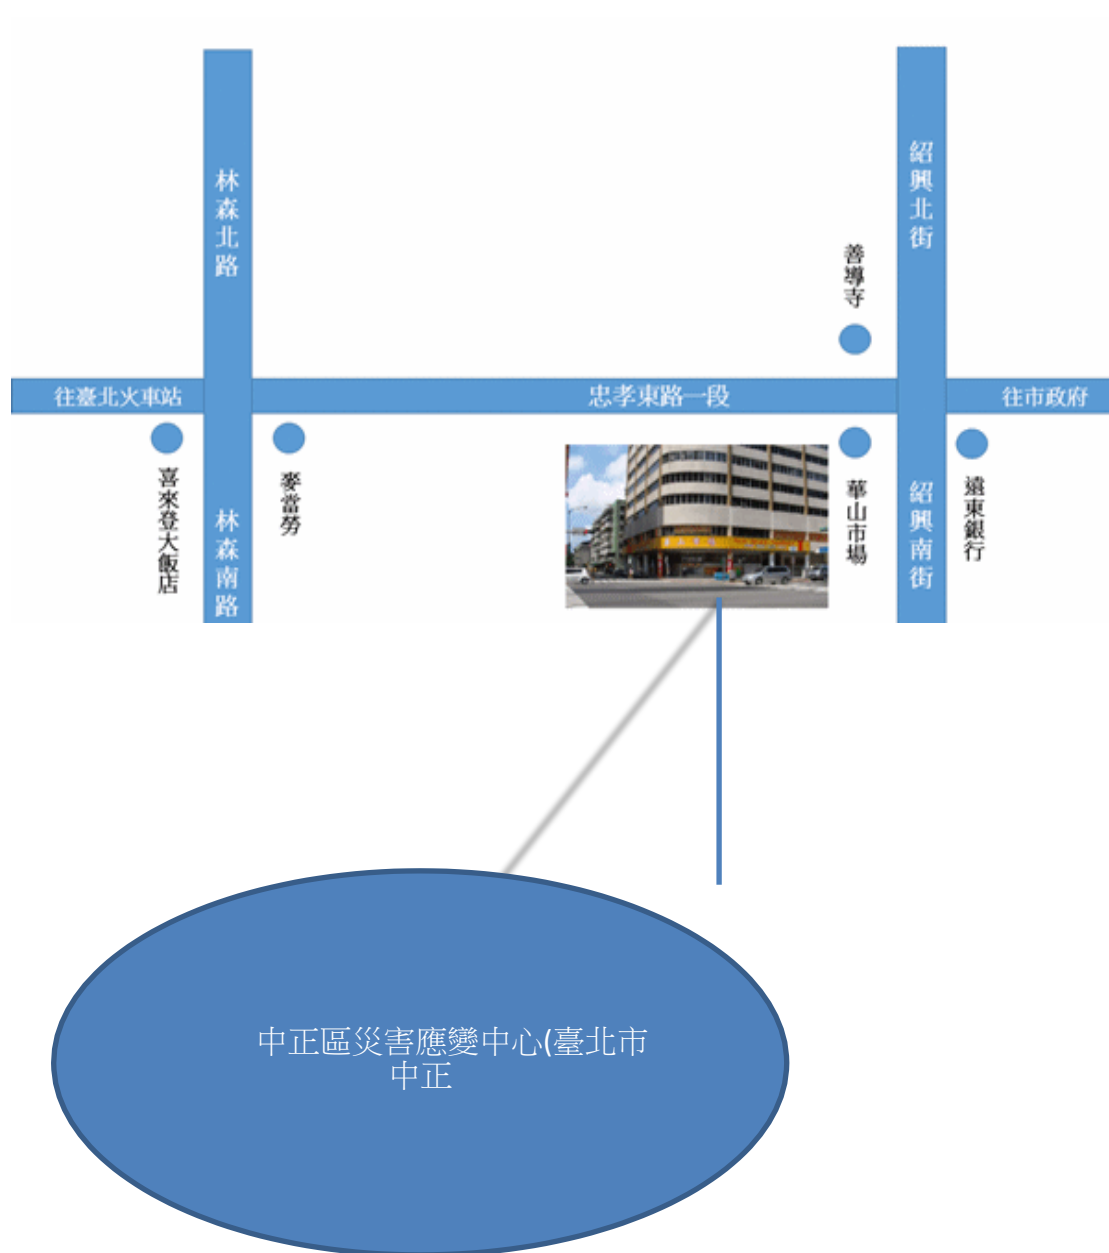 林森北路
紹興北街
善導寺
往臺北火車站
忠孝東路一段
往市政府
喜來登大飯店
林森南路
麥當勞
華山市場
紹興南街
遠東銀行
中正區災害應變中心(臺北市
中正